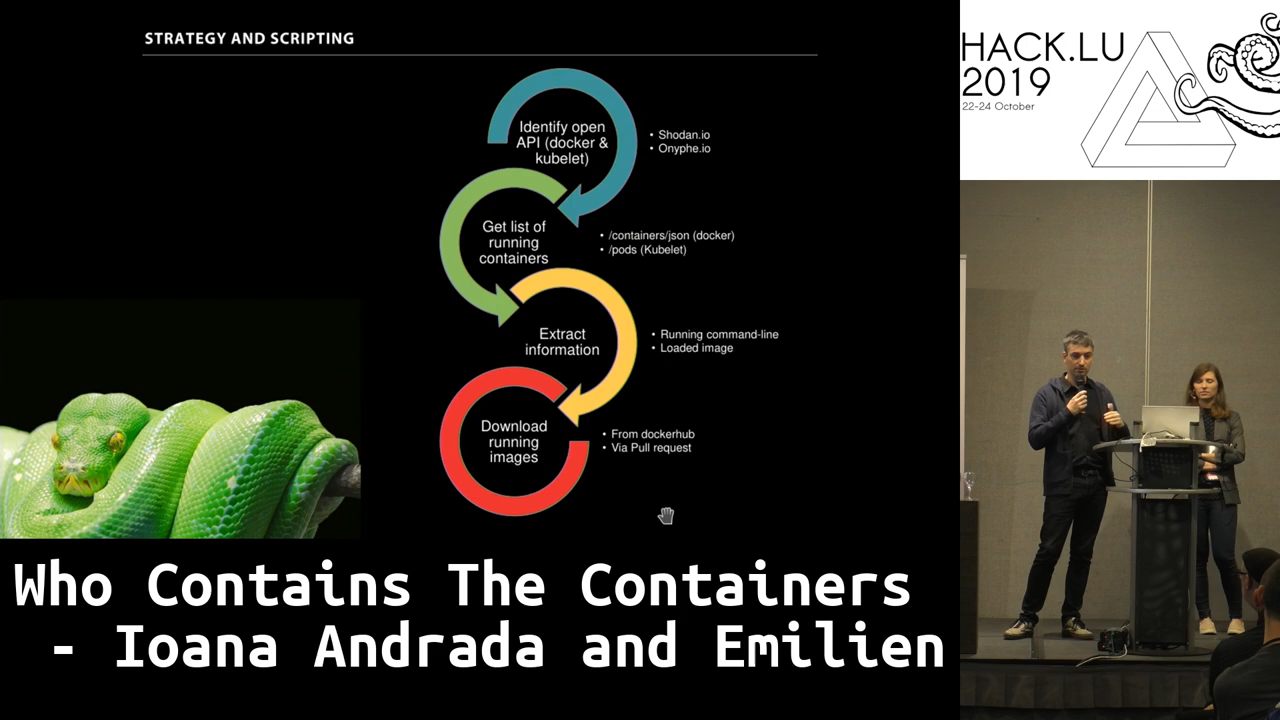 STRATEGY AND SCRIPTING
Identify open
API (docker &
kubelet)
• Shodan.io
• Onyphe.io
Get list of
running
containers
• /containers/json (docker)
• /pods (Kubelet)
Extract
information
• Running command-line
• Loaded image
Download
running
images
• From dockerhub
• Via Pull request
Who Contains The Containers
- Ioana Andrada and Emilien
HACK.LU
2019
22-24 October